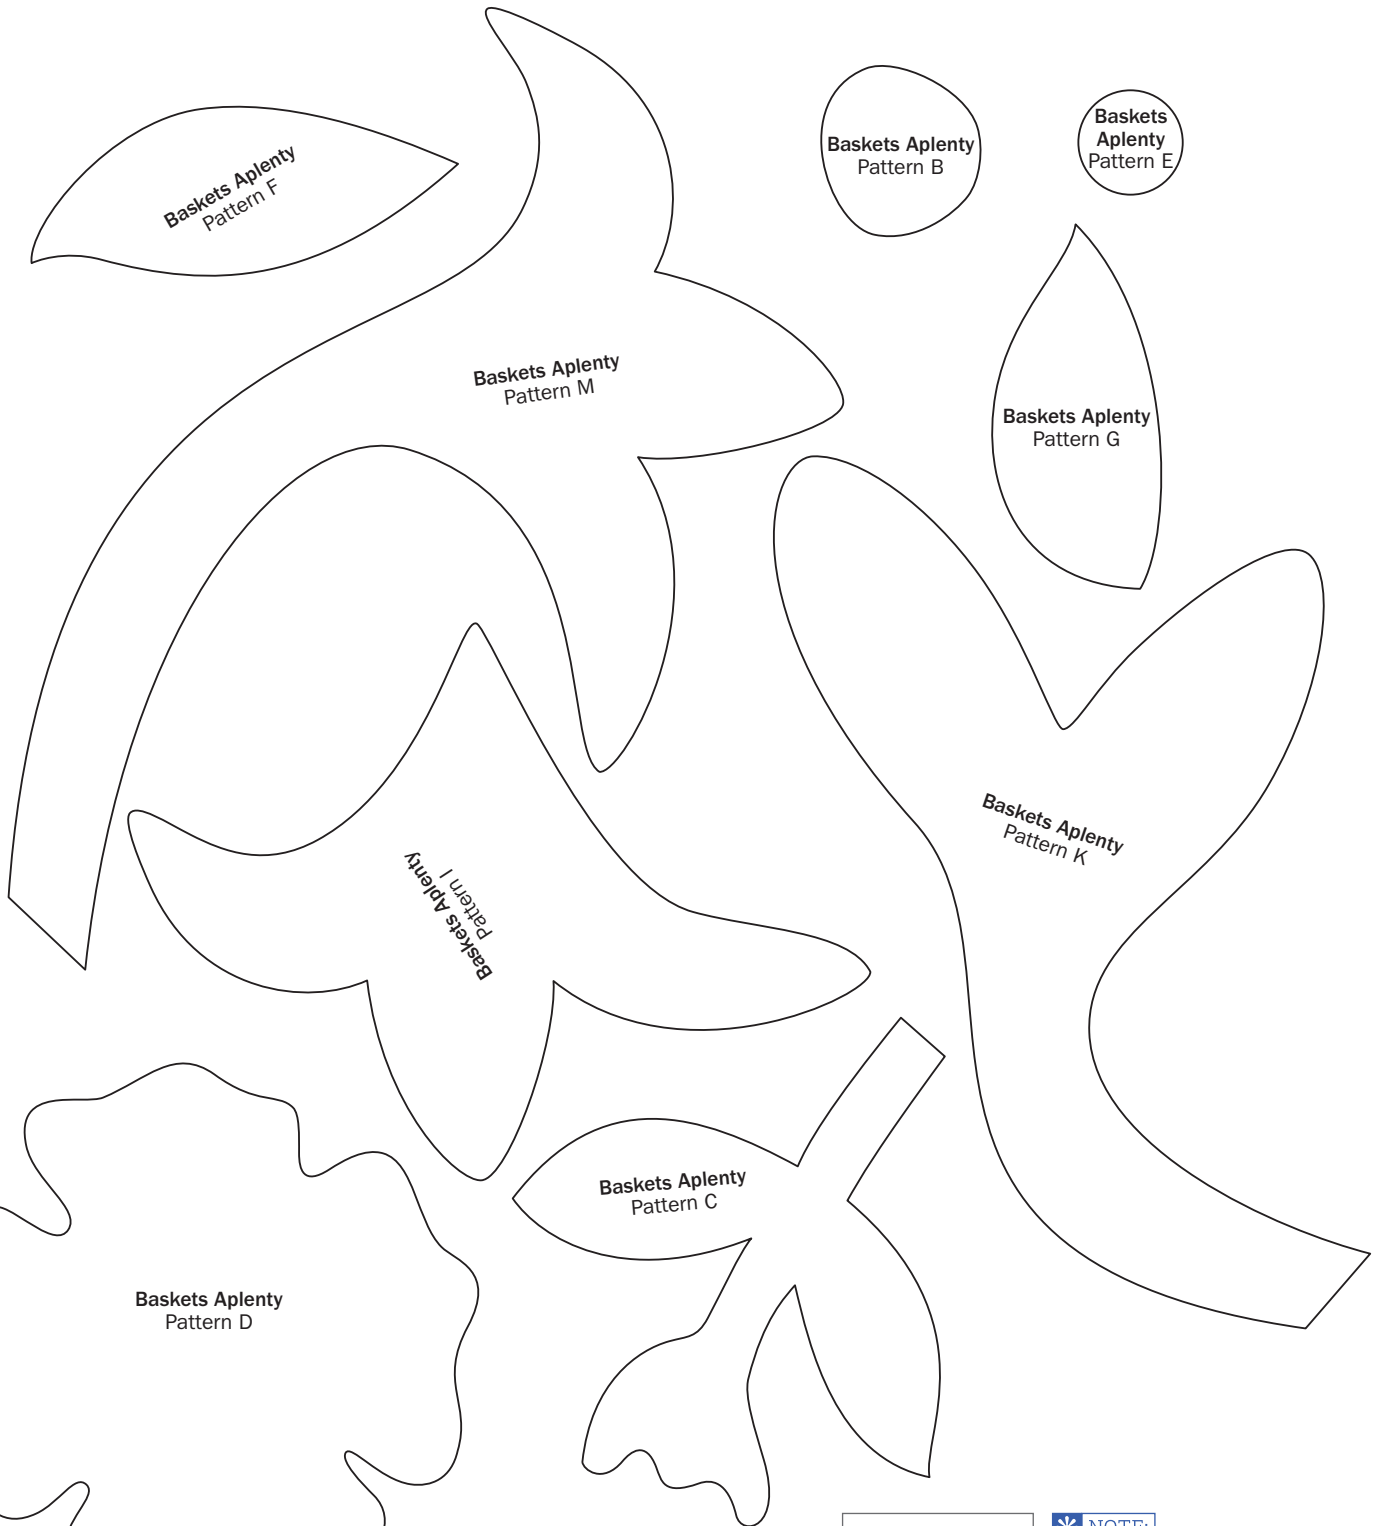 Baskets Aplenty
Pattern F
Baskets Aplenty
Pattern B
Baskets
Aplenty
Pattern E
Baskets Aplenty
Pattern M
Baskets Aplenty
Pattern G
Baskets Aplenty
Pattern K
Baskets Aplenty
Pattern I
Baskets Aplenty
Pattern C
Baskets Aplenty
Pattern D
NOTE: